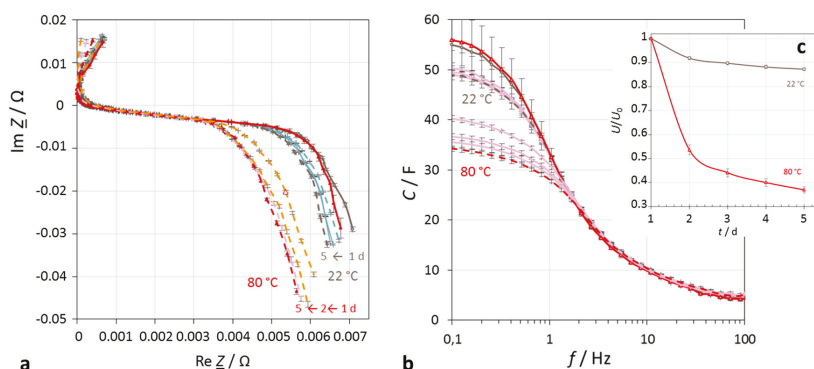 Im Z / Ω
0.02
0.01
0
-0.01
-0.02
-0.03
-0.04
-0.05
5 ← 1 d
22 °C
80 °C
5 ← 2 ← 1 d
0 0.001 0.002 0.003 0.004 0.005 0.006 0.007
Re Z / Ω
a
C / F
60
50
40
30
20
10
0
22 °C
80 °C
0,1 1 10 100
f / Hz
b
c
U/U0
1
0.9
0.8
0.7
0.6
0.5
0.4
0.3
22 °C
80 °C
1 2 3 4 5
t / d